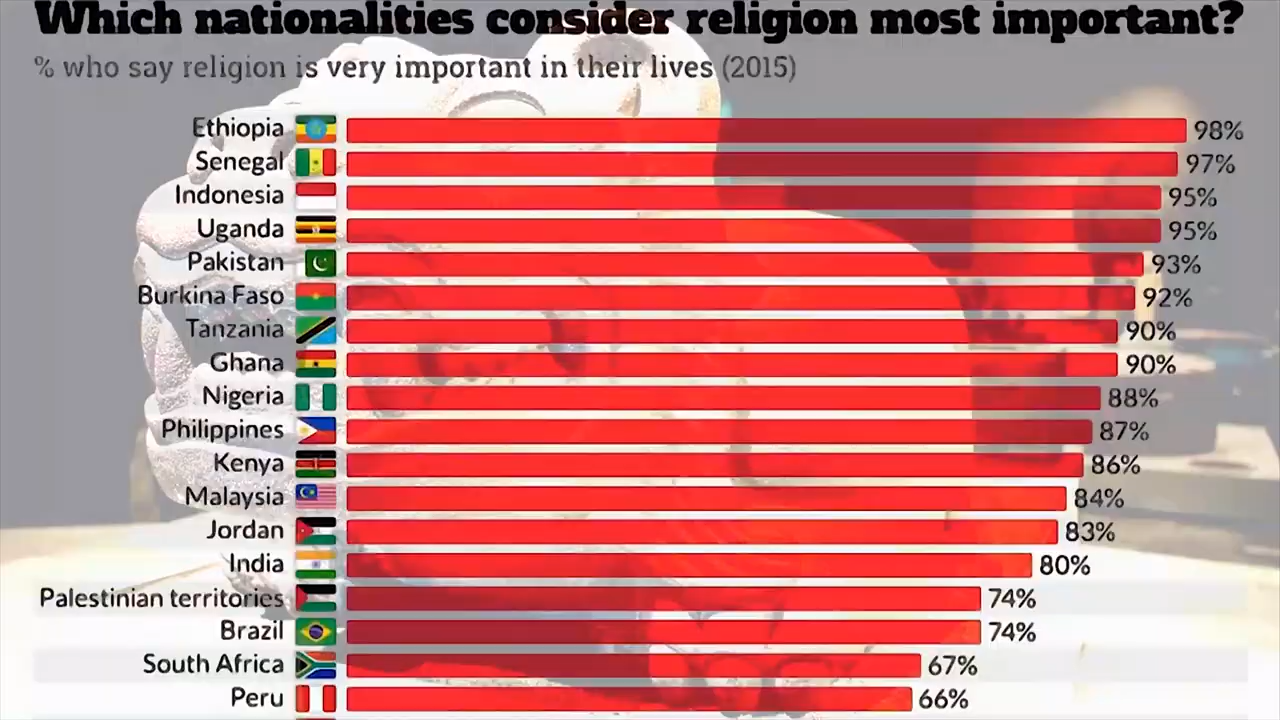 Which nationalities consider religion most important?
% who say religion is very important in their lives (2015)
Ethiopia 98%
Senegal 97%
Indonesia 95%
Uganda 95%
Pakistan 93%
Burkina Faso 92%
Tanzania 90%
Ghana 90%
Nigeria 88%
Philippines 87%
Kenya 86%
Malaysia 84%
Jordan 83%
India 80%
Palestinian territories 74%
Brazil 74%
South Africa 67%
Peru 66%